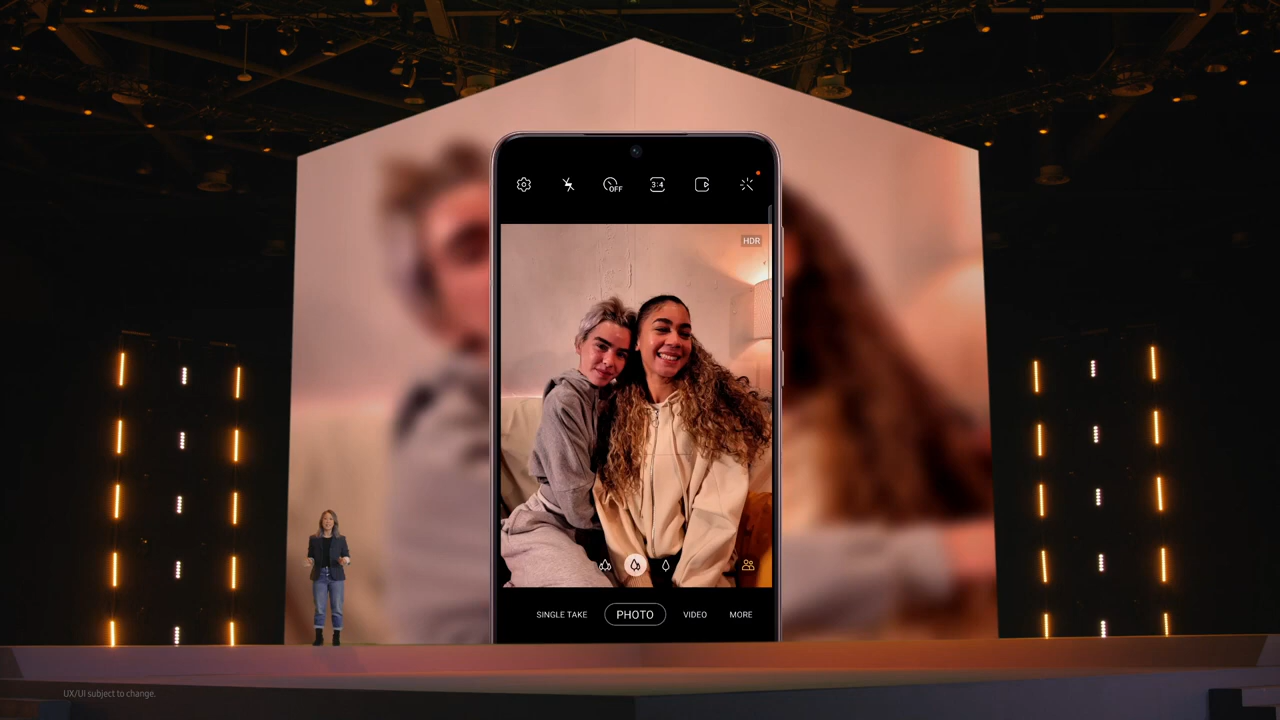 OFF
3:4
HDR
SINGLE TAKE
PHOTO
VIDEO
MORE
UX/UI subject to change.